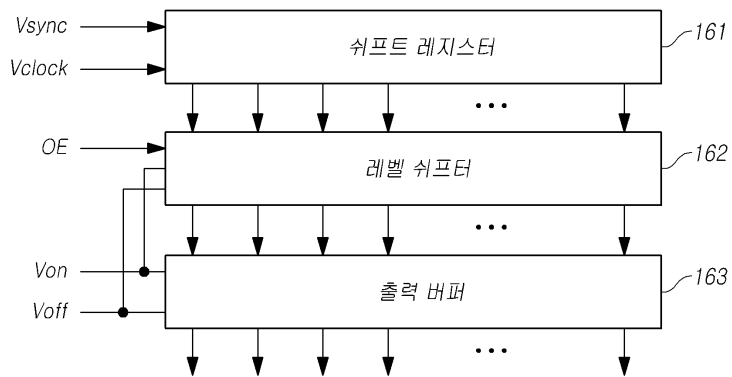 Vsync
쉬프트 레지스터
161
Vclock
OE
레벨 쉬프터
162
Von
출력 버퍼
163
Voff